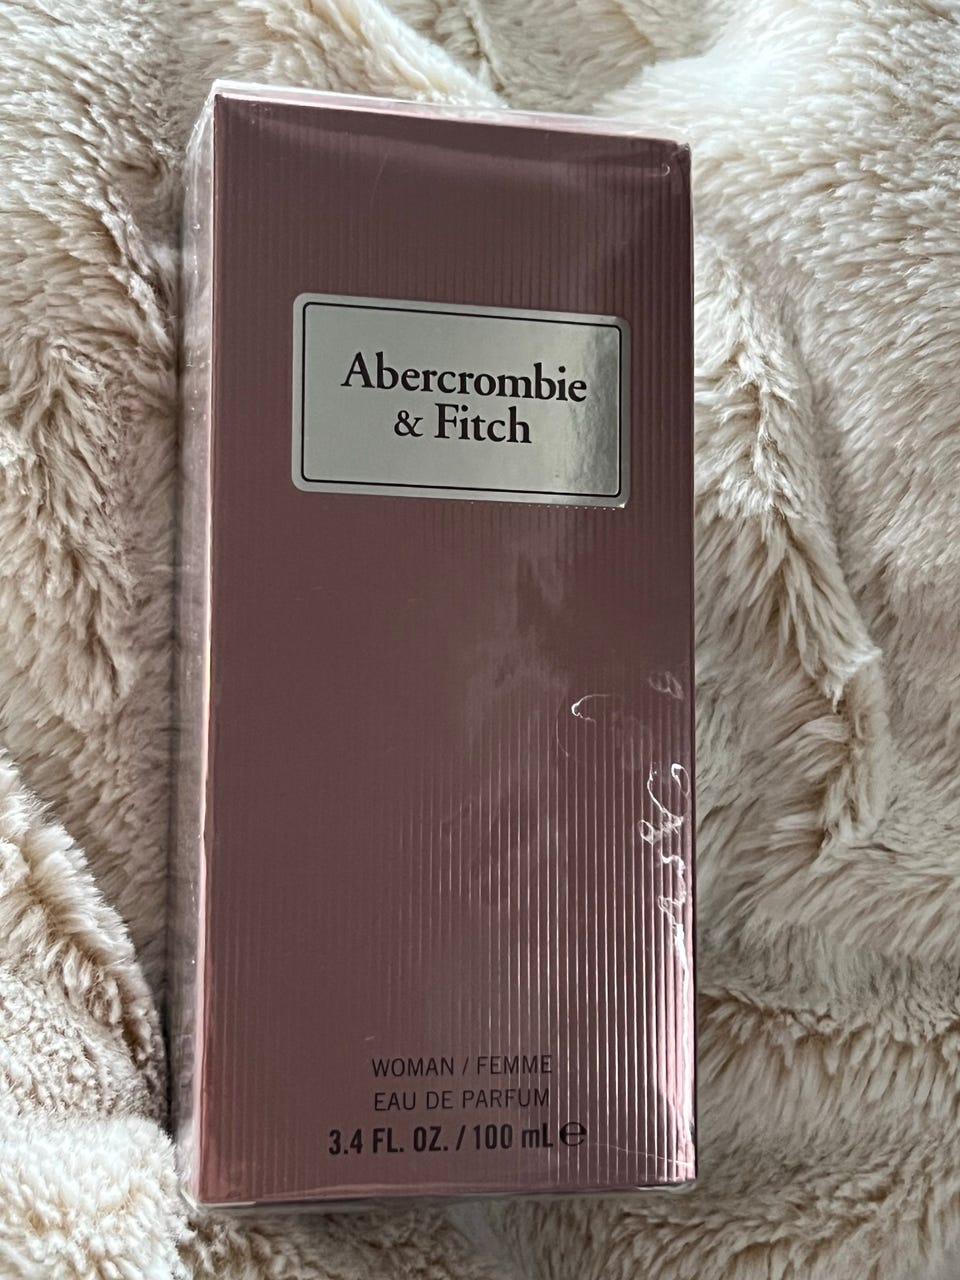 Abercrombie
& Fitch
WOMAN / FEMME
EAU DE PARFUM
3.4 FL. OZ. / 100 mL ℮